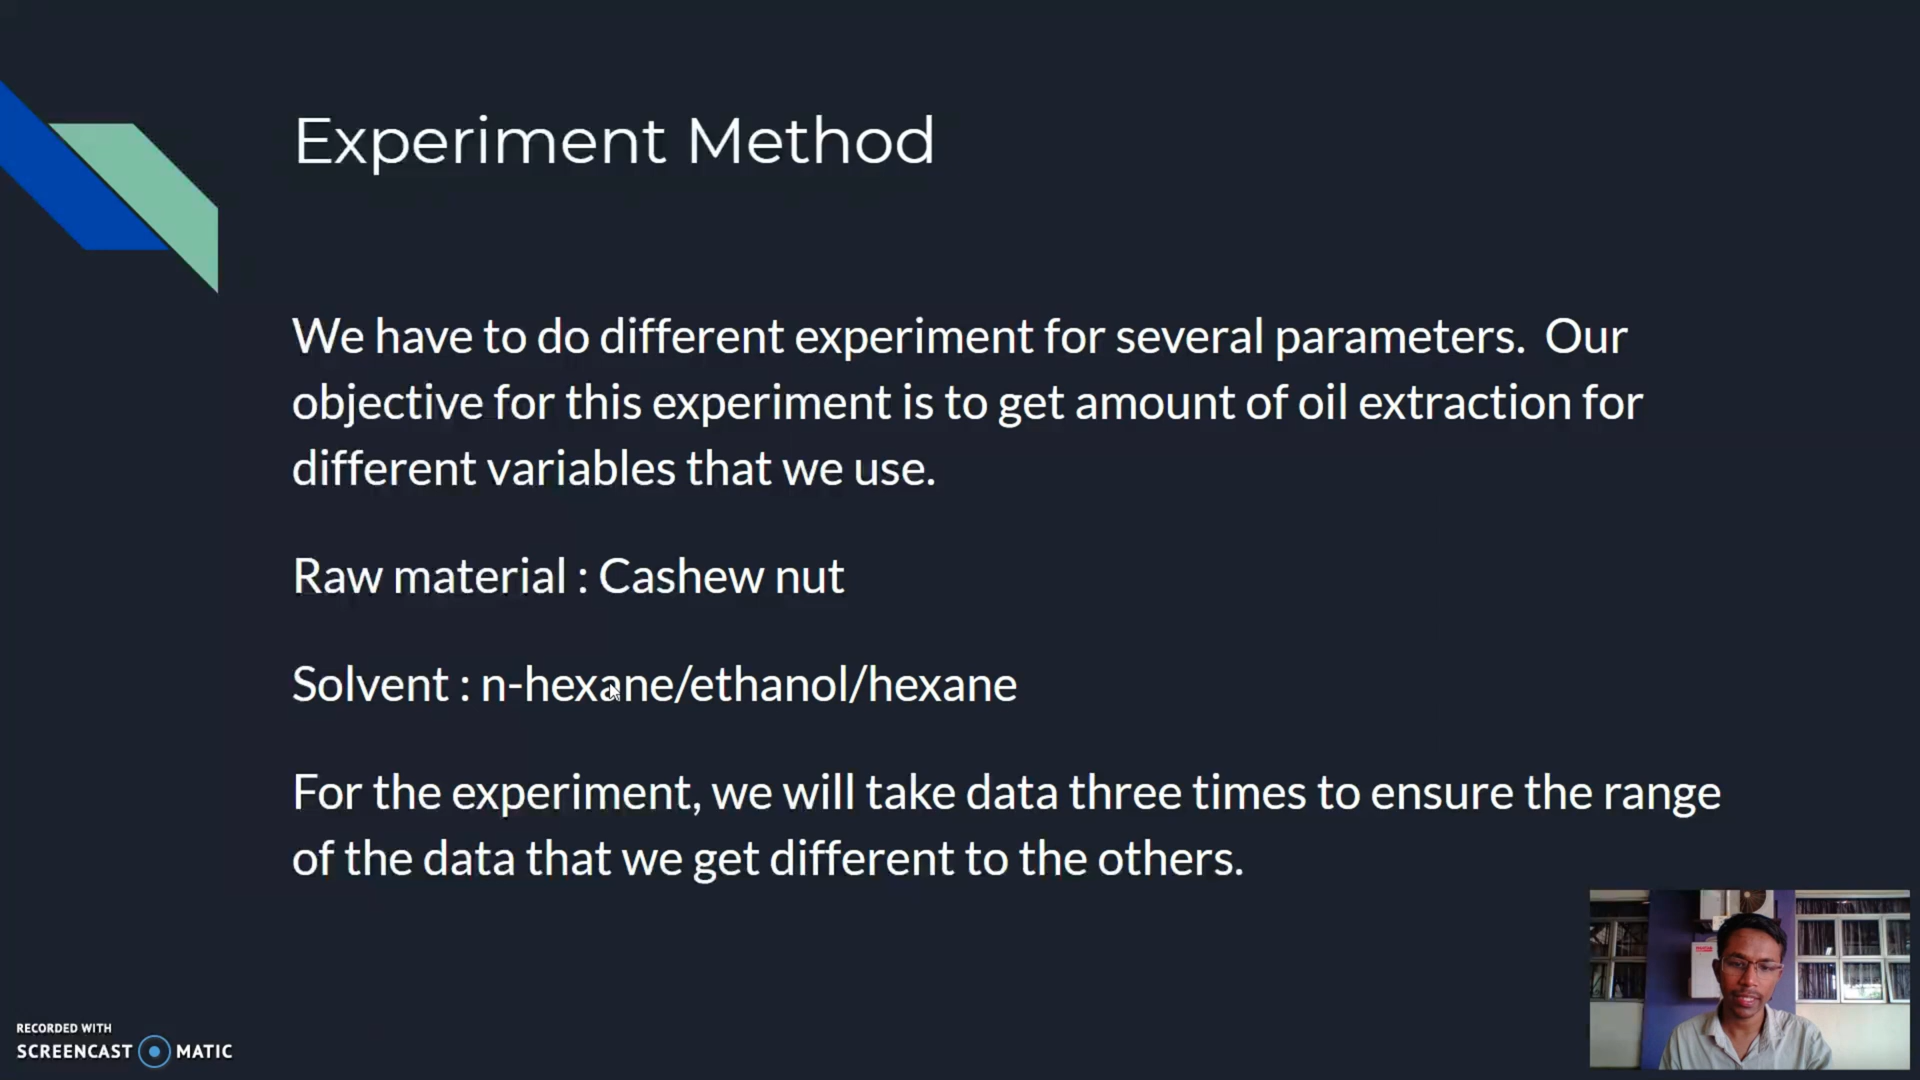 Experiment Method
We have to do different experiment for several parameters.  Our
objective for this experiment is to get amount of oil extraction for
different variables that we use.
Raw material : Cashew nut
Solvent : n-hexane/ethanol/hexane
For the experiment, we will take data three times to ensure the range
of the data that we get different to the others.
RECORDED WITH
SCREENCAST MATIC